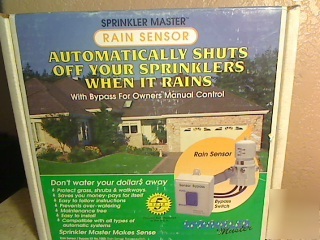 SPRINKLER MASTER
RAIN SENSOR
AUTOMATICALLY SHUTS
OFF YOUR SPRINKLERS
WHEN IT RAINS
With Bypass For Owners Manual Control
Rain Sensor
Bypass
Switch
Don't water your dollar$ away
Protect grass, shrubs & walkways
Saves you money-pays for itself
Easy to follow instructions
Prevents over-watering
Maintenance free
Easy to install
Compatible with all types of
automatic systems
5
Sprinkler Master Makes Sense